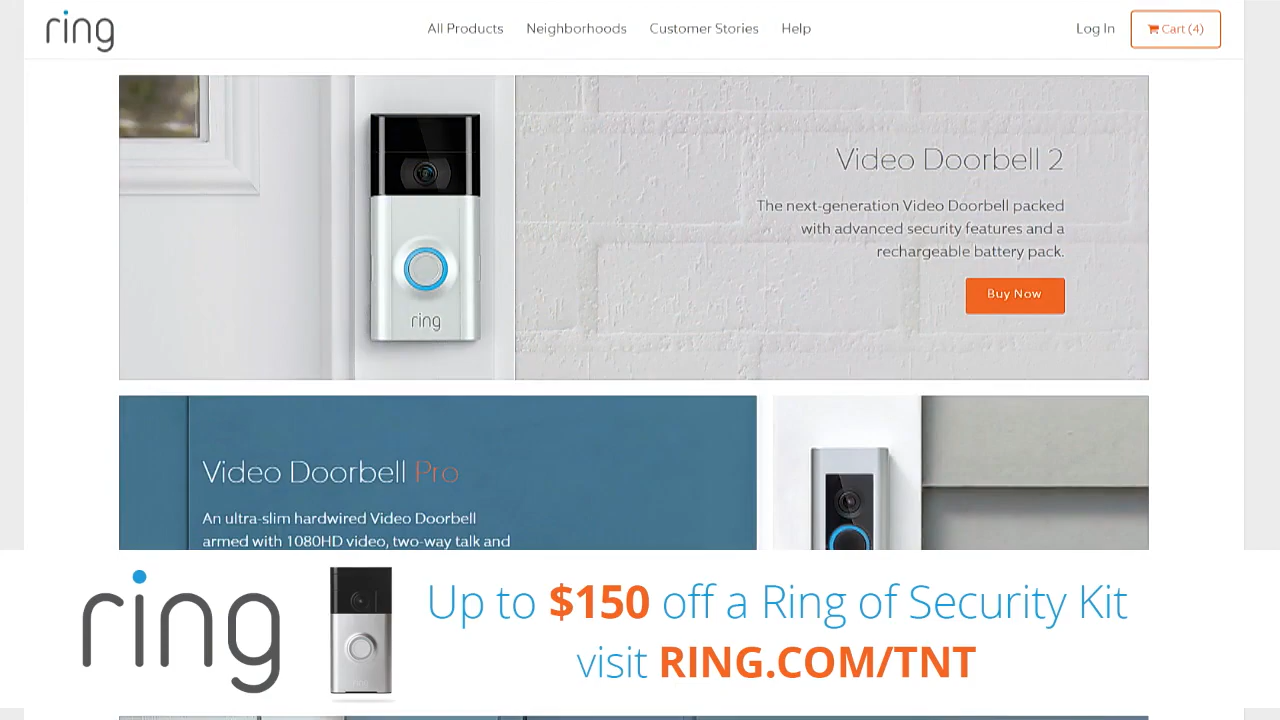 ring
All Products Neighborhoods Customer Stories Help Log In Cart (4)
Video Doorbell 2
The next-generation Video Doorbell packed
with advanced security features and a
rechargeable battery pack.
Buy Now
ring
Video Doorbell Pro
An ultra-slim hardwired Video Doorbell
armed with 1080HD video, two-way talk and
ring
Up to $150 off a Ring of Security Kit
visit RING.COM/TNT
ring